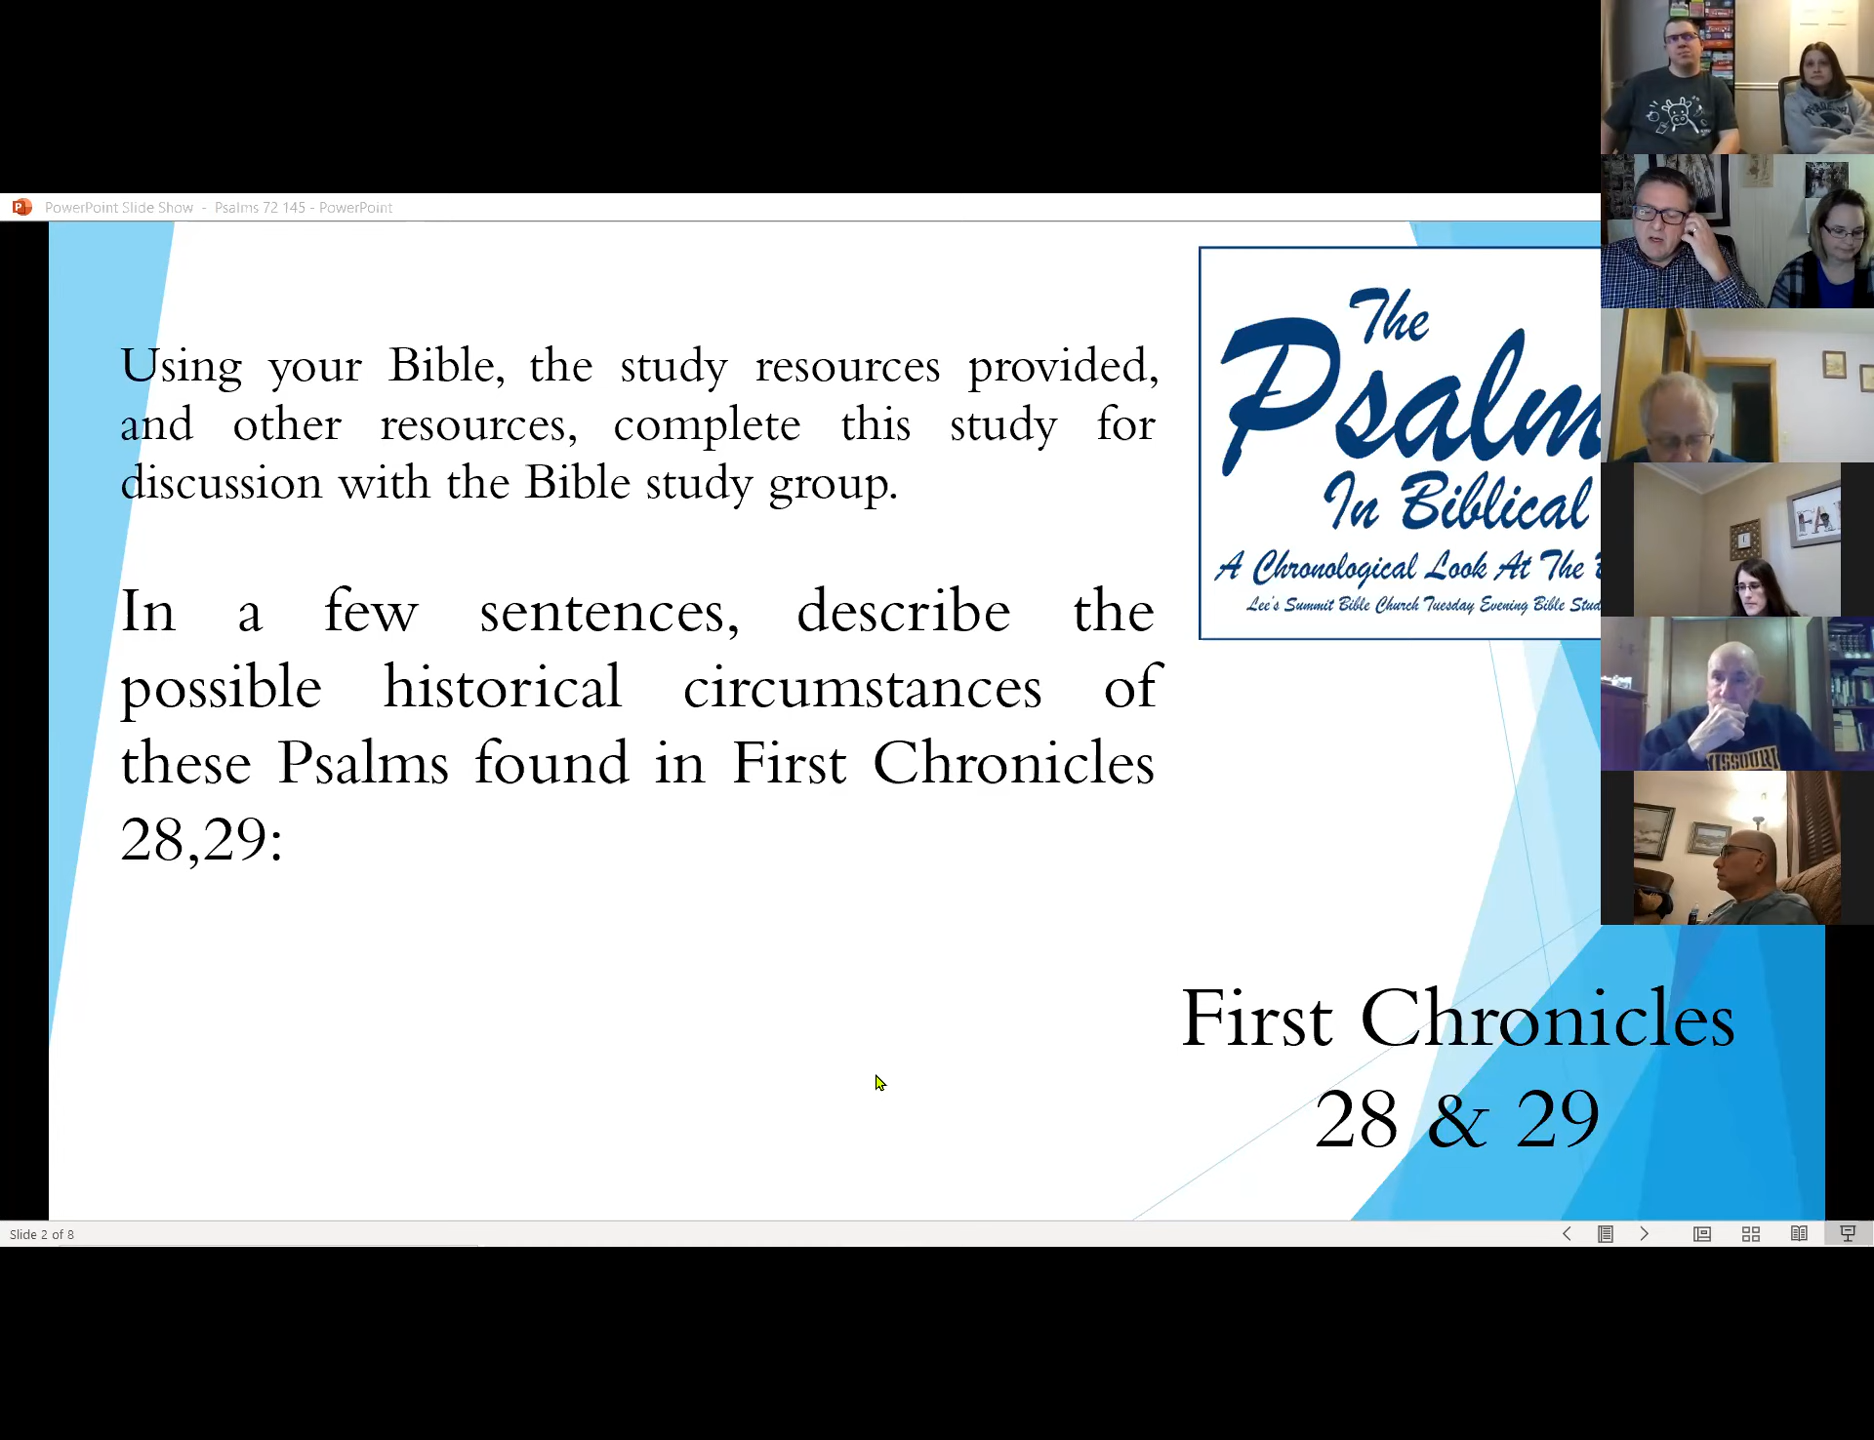 PowerPoint Slide Show - Psalms 72 145 - PowerPoint
Using your Bible, the study resources provided,
and other resources, complete this study for
discussion with the Bible study group.
In a few sentences, describe the
possible historical circumstances of
these Psalms found in First Chronicles
28,29:
The
Psalm
In Biblical
A Chronological Look At The
Lee's Summit Bible Church Tuesday Evening Bible Stud
First Chronicles
28 & 29
Slide 2 of 8